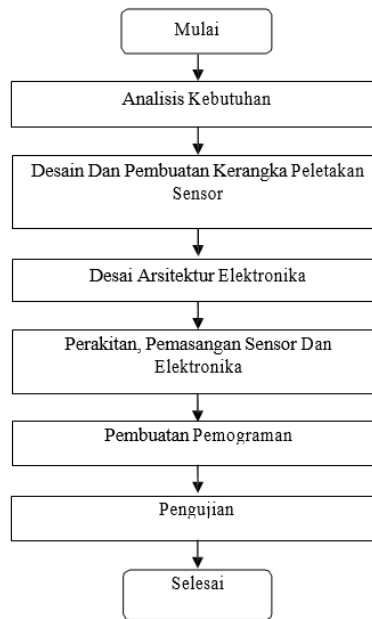 Mulai
Analisis Kebutuhan
Desain Dan Pembuatan Kerangka Peletakan
Sensor
Desai Arsitektur Elektronika
Perakitan, Pemasangan Sensor Dan
Elektronika
Pembuatan Pemograman
Pengujian
Selesai